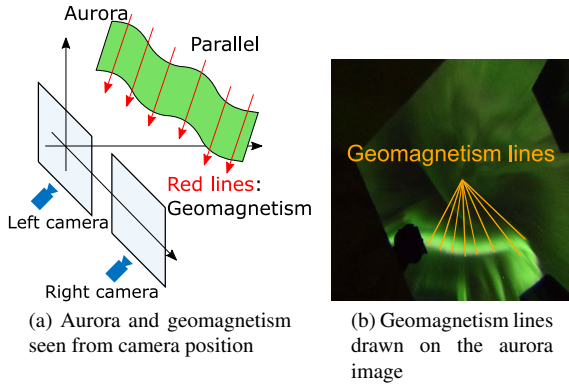 Aurora
Parallel
Red lines:
Geomagnetism
Left camera
Right camera
Geomagnetism lines
(a) Aurora and geomagnetism
seen from camera position
(b) Geomagnetism lines
drawn on the aurora
image